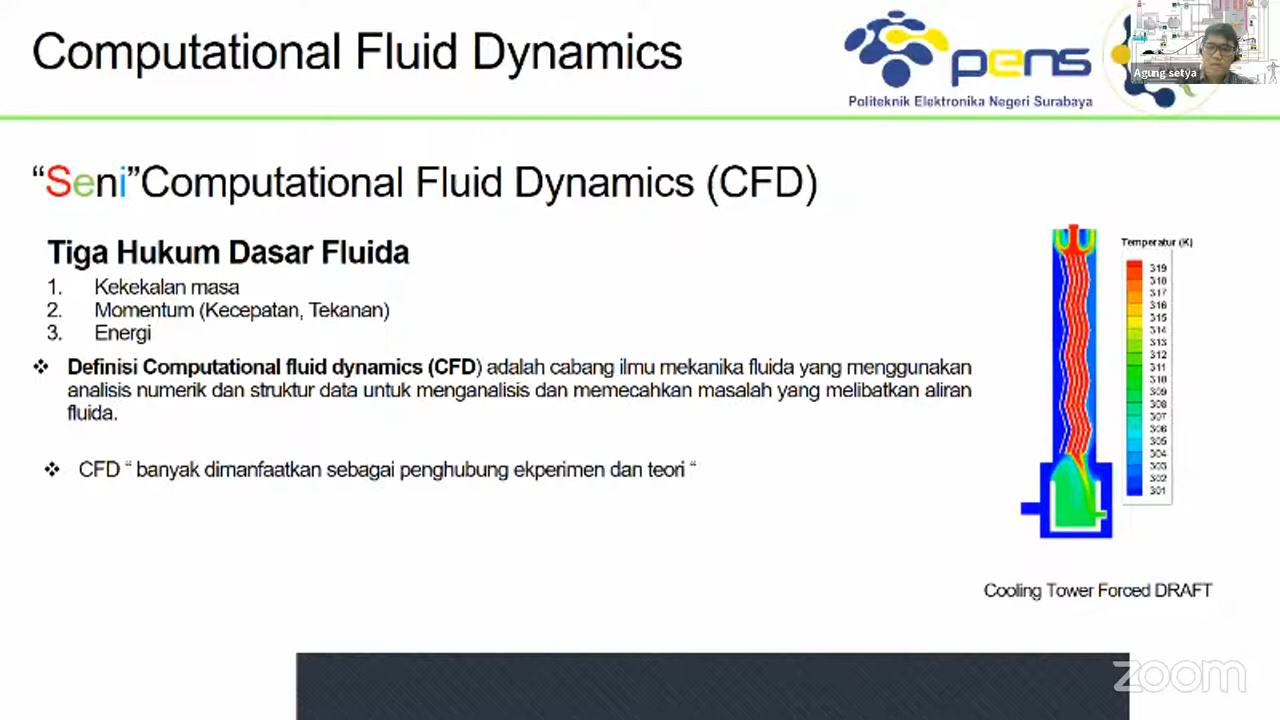 Computational Fluid Dynamics
pens
Politeknik Elektronika Negeri Surabaya
Agung setya
“Seni”Computational Fluid Dynamics (CFD)
Tiga Hukum Dasar Fluida
1. Kekekalan masa
2. Momentum (Kecepatan, Tekanan)
3. Energi
❖ Definisi Computational fluid dynamics (CFD) adalah cabang ilmu mekanika fluida yang menggunakan
analisis numerik dan struktur data untuk menganalisis dan memecahkan masalah yang melibatkan aliran
fluida.
❖ CFD “ banyak dimanfaatkan sebagai penghubung ekperimen dan teori “
Temperatur (K)
319
318
317
316
315
314
313
312
311
310
309
308
307
306
305
304
303
302
301
Cooling Tower Forced DRAFT
zoom